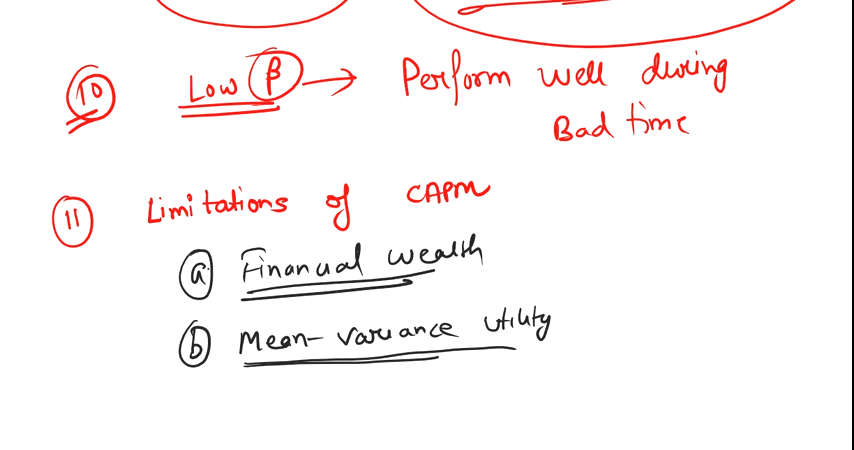 10 Low β → Perform well during
Bad time
11 Limitations of CAPM
a Financial wealth
b Mean-variance utility